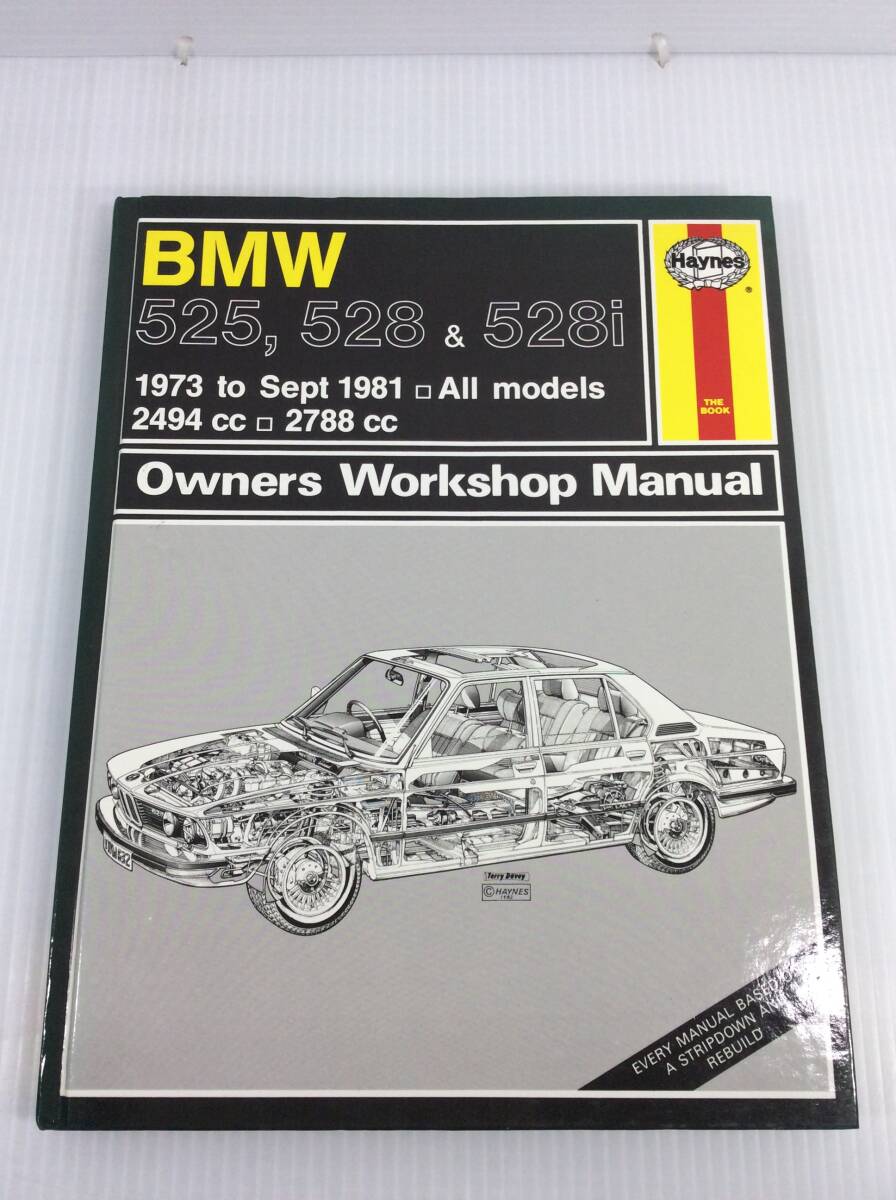 BMW
525, 528 & 528i
1973 to Sept 1981 □ All models
2494 cc □ 2788 cc
Haynes
®
THE
BOOK
Owners Workshop Manual
Terry Davey
© HAYNES
EVERY MANUAL BASED
A STRIPDOWN
REBUILD